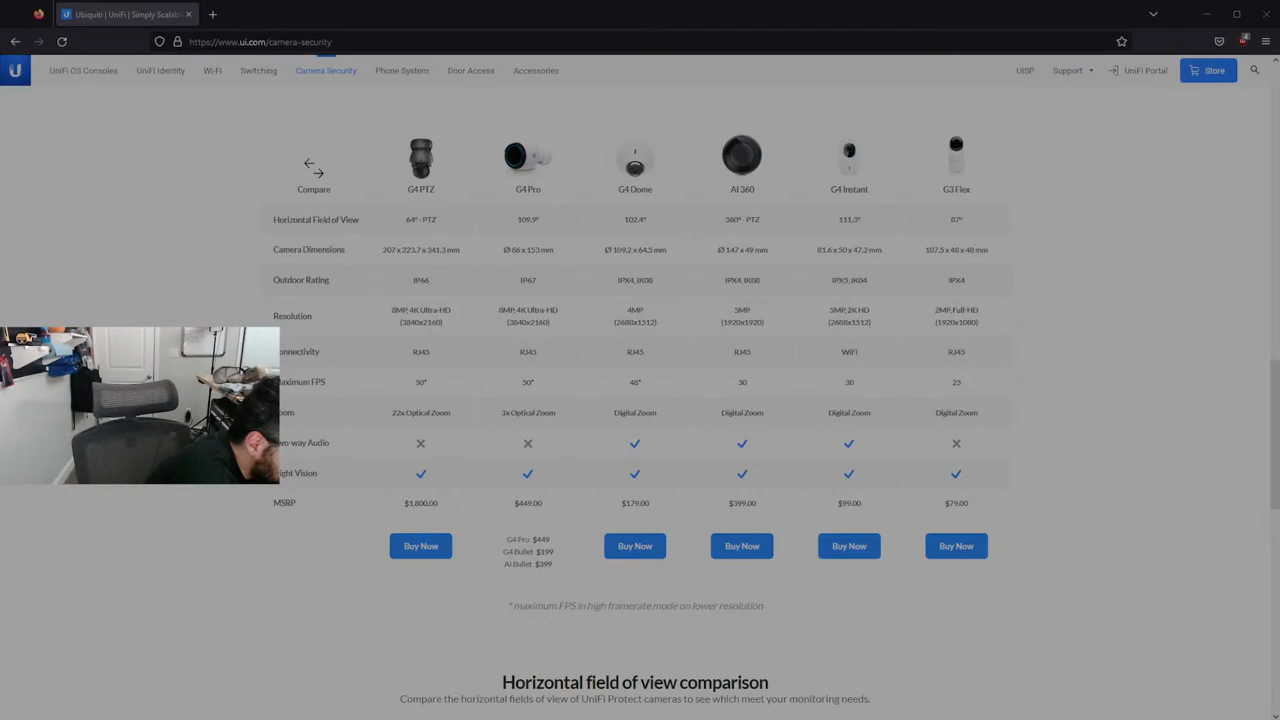 Ubiquiti | UniFi | Simply Scalab
https://www.ui.com/camera-security
4
UniFi OS Consoles UniFi Identity Wi-Fi Switching Camera Security Phone System Door Access Accessories UISP Support UniFi Portal Store
Compare G4 PTZ G4 Pro G4 Dome AI 360 G4 Instant G3 Flex
Horizontal Field of View 64° - PTZ 109.9° 102.4° 360° - PTZ 111.3° 87°
Camera Dimensions 207 x 223.7 x 341.3 mm Ø 86 x 153 mm Ø 109.2 x 64.5 mm Ø 147 x 49 mm 81.6 x 50 x 47.2 mm 107.5 x 48 x 48 mm
Outdoor Rating IP66 IP67 IPX4, IK08 IPX4, IK08 IPX5, IK04 IPX4
Resolution 8MP, 4K Ultra-HD 8MP, 4K Ultra-HD 4MP 5MP 5MP, 2K HD 2MP, Full-HD
(3840x2160) (3840x2160) (2688x1512) (1920x1920) (2688x1512) (1920x1080)
onnectivity RJ45 RJ45 RJ45 RJ45 WiFi RJ45
aximum FPS 50* 50* 48* 30 30 25
oom 22x Optical Zoom 3x Optical Zoom Digital Zoom Digital Zoom Digital Zoom Digital Zoom
wo-way Audio
ight Vision
MSRP $1,800.00 $449.00 $179.00 $399.00 $99.00 $79.00
Buy Now Buy Now Buy Now Buy Now Buy Now
G4 Pro $449
G4 Bullet $199
AI Bullet $399
* maximum FPS in high framerate mode on lower resolution
Horizontal field of view comparison
Compare the horizontal fields of view of UniFi Protect cameras to see which meet your monitoring needs.